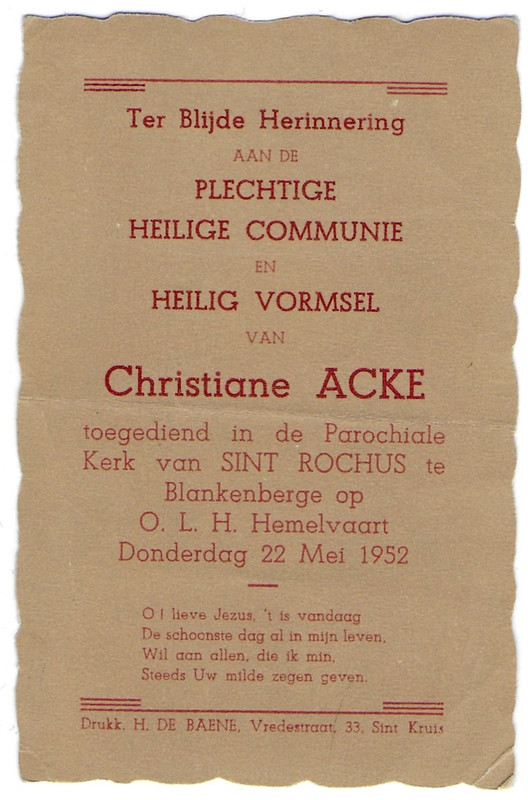 Ter Blijde Herinnering
AAN DE
PLECHTIGE
HEILIGE COMMUNIE
EN
HEILIG VORMSEL
VAN
Christiane ACKE
toegediend in de Parochiale
Kerk van SINT ROCHUS te
Blankenberge op
O. L. H. Hemelvaart
Donderdag 22 Mei 1952
O ! lieve Jezus, 't is vandaag
De schoonste dag al in mijn leven,
Wil aan allen, die ik min,
Steeds Uw milde zegen geven.
Drukk. H. DE BAENE, Vredestraat, 33, Sint Kruis